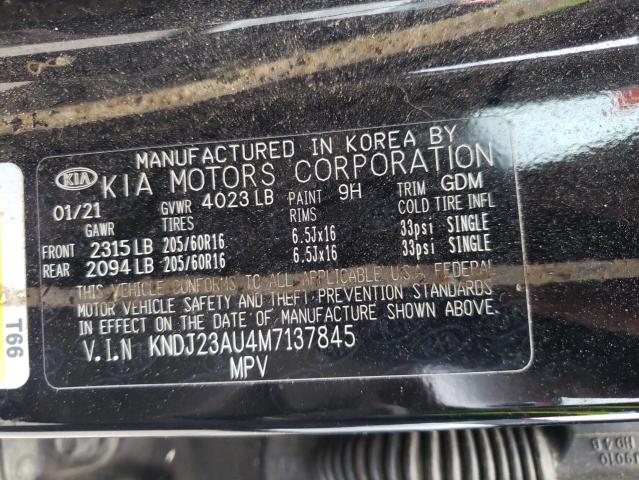 MANUFACTURED IN KOREA BY
KIA KIA MOTORS CORPORATION
01/21 GVWR 4023 LB PAINT 9H TRIM GDM
GAWR TIRES RIMS COLD TIRE INFL
FRONT 2315 LB 205/60R16 6.5Jx16 33psi SINGLE
REAR 2094 LB 205/60R16 6.5Jx16 33psi SINGLE
THIS VEHICLE CONFORMS TO ALL APPLICABLE U.S.A. FEDERAL
MOTOR VEHICLE SAFETY AND THEFT PREVENTION STANDARDS
IN EFFECT ON THE DATE OF MANUFACTURE SHOWN ABOVE.
V.I.N KNDJ23AU4M7137845
MPV
T66
J9010
HD4B